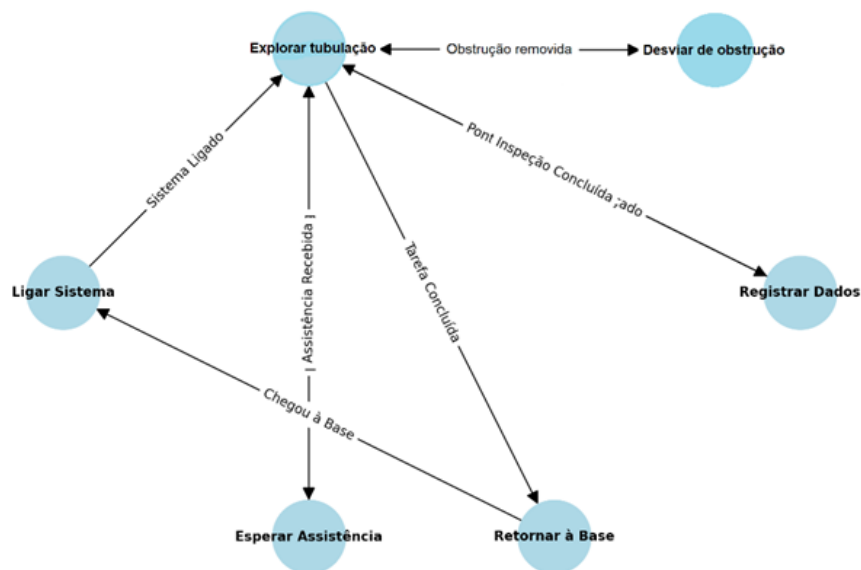 Explorar tubulação
Obstrução removida
Desviar de obstrução
Pont Inspeção Concluída
Sistema Ligado
Assistência Recebida
Tarefa Concluída
Ligar Sistema
Registrar Dados
Chegou à Base
Esperar Assistência
Retornar à Base